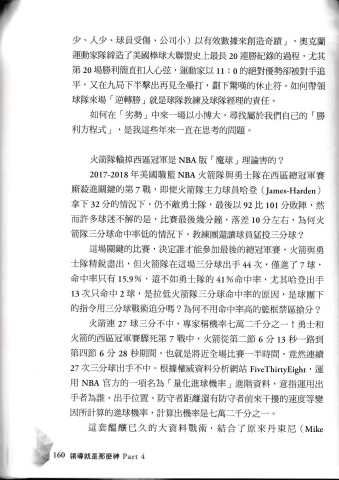 少、人少、球員受傷、公司小）以有效數據來創造奇蹟」，奧克蘭
運動家隊締造了美國棒球大聯盟史上最長20連勝紀錄的過程，尤其
第20場勝利簡直扣人心弦，運動家以11：0的絕對優勢卻被對手追
平，又在九局下半擊出再見全壘打，劃下驚嘆的休止符。如何帶領
球隊來場「逆轉勝」就是球隊教練及球隊經理的責任。
如何在「劣勢」中來一場以小博大，尋找屬於我們自己的「勝
利方程式」，是我這些年來一直在思考的問題。
火箭隊輸掉西區冠軍是NBA版「魔球」理論害的？
2017-2018年美國職籃NBA火箭隊與勇士隊在西區總冠軍賽
廝殺進關鍵的第7戰，即便火箭隊主力球員哈登（James-Harden）
拿下32分的情況下，仍不敵勇士隊，最後以92比101分敗陣，然
而許多球迷不解的是，比賽最後幾分鐘，落差10分左右，為何火
箭隊三分球命中率低的情況下，教練團還讓球員猛投三分球？
這場關鍵的比賽，決定誰才能參加最後的總冠軍賽，火箭與勇
士隊精銳盡出，但火箭隊在這場三分球出手44次，僅進了7球，
命中率只有15.9%，還不如勇士隊的41%命中率，尤其哈登出手
13次只命中2球，是拉低火箭隊三分球命中率的原因，是球團下
的指令用三分球戰術追分嗎？為何不用命中率高的籃框禁區搶分？
火箭連27球三分不中，專家稱機率七萬二千分之一！勇士和
火箭的西區冠軍賽驟死第7戰中，火箭從第二節6分13秒一路到
第四節6分28秒期間，也就是將近全場比賽一半時間，竟然連續
27次三分球出手不中。根據權威資料分析網站FiveThirtyEight，運
用NBA官方的一項名為「量化進球機率」進階資料，意指運用出
手者為誰、出手位置、防守者距離還有防守者前來干擾的速度等變
因所計算的進球機率，計算出機率是七萬二千分之一。
這套醞釀已久的大資料戰術，結合了原來丹東尼（Mike
160 領導就是那麼神 Part 4